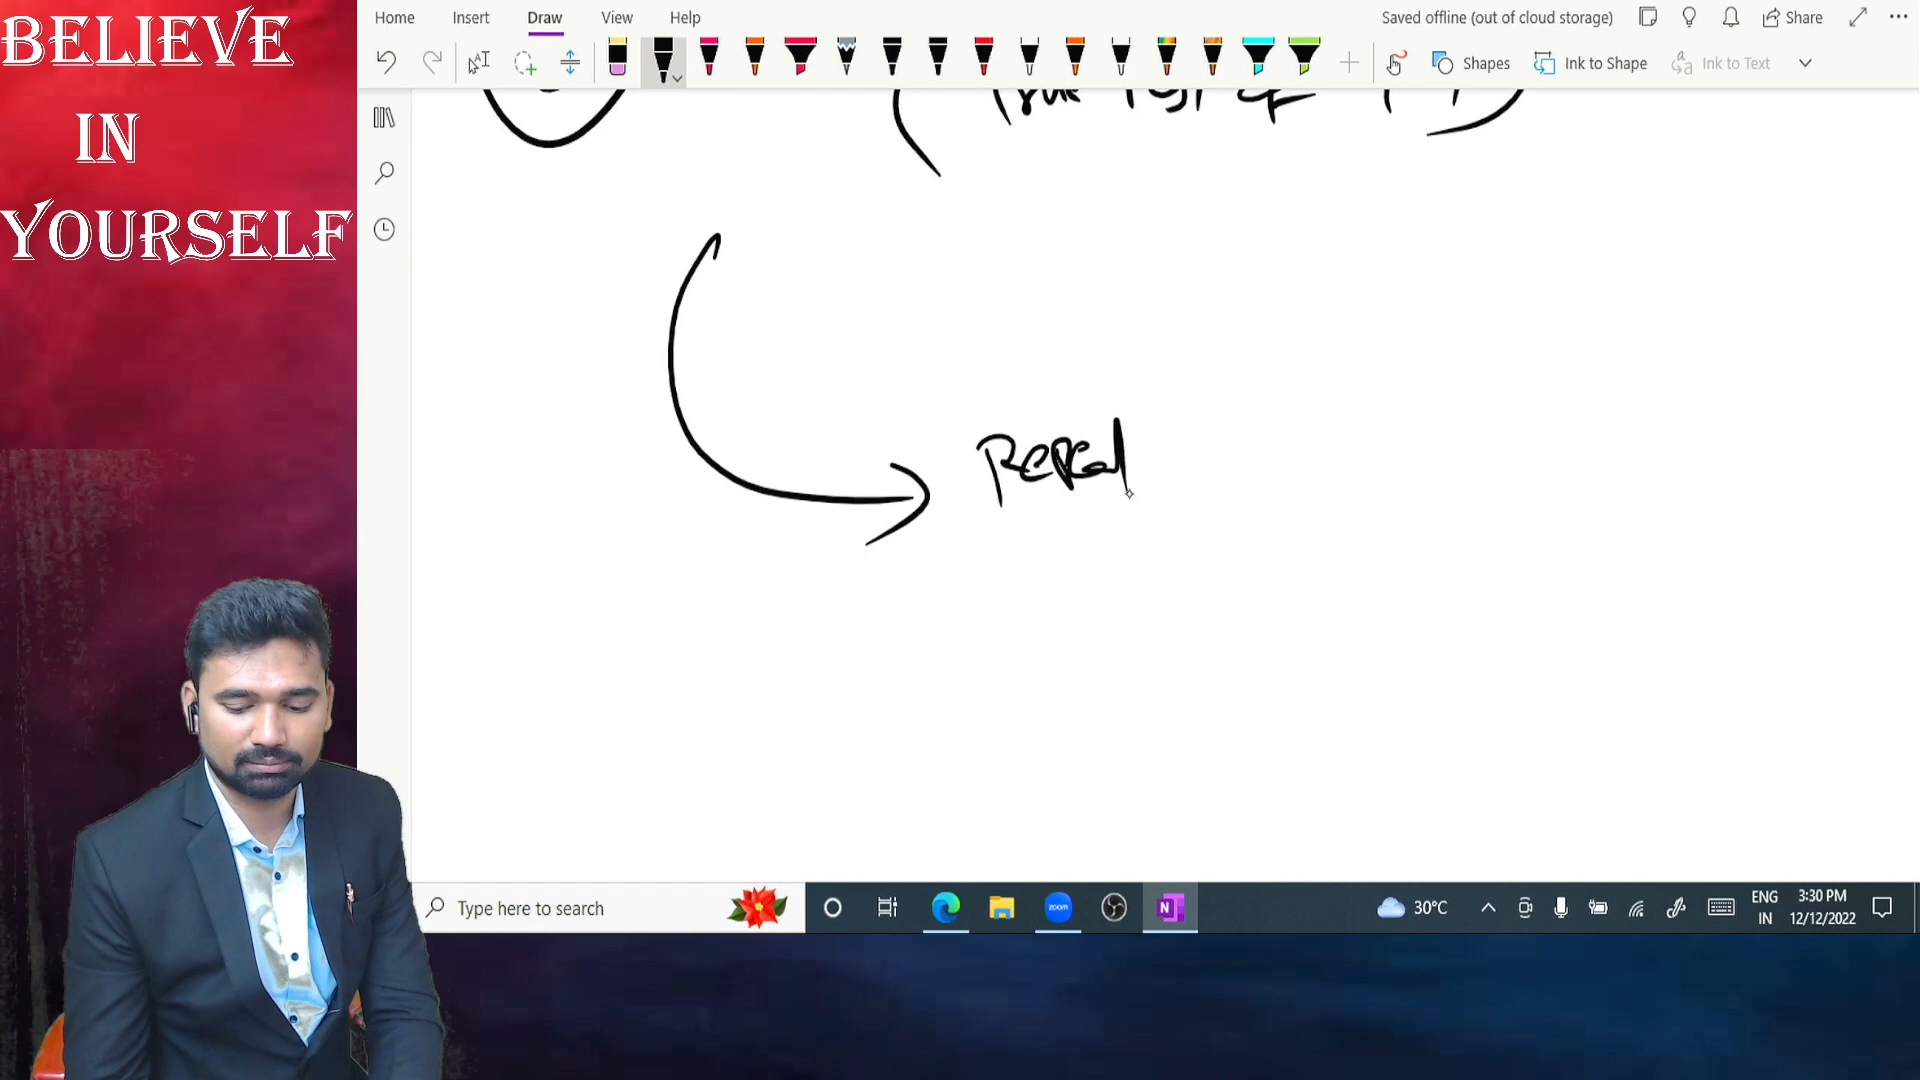 BELIEVE
IN
YOURSELF
Home Insert Draw View Help
Saved offline (out of cloud storage) Share
Shapes Ink to Shape Ink to Text
Type here to search
zoom
N
30°C
ENG
IN
3:30 PM
12/12/2022